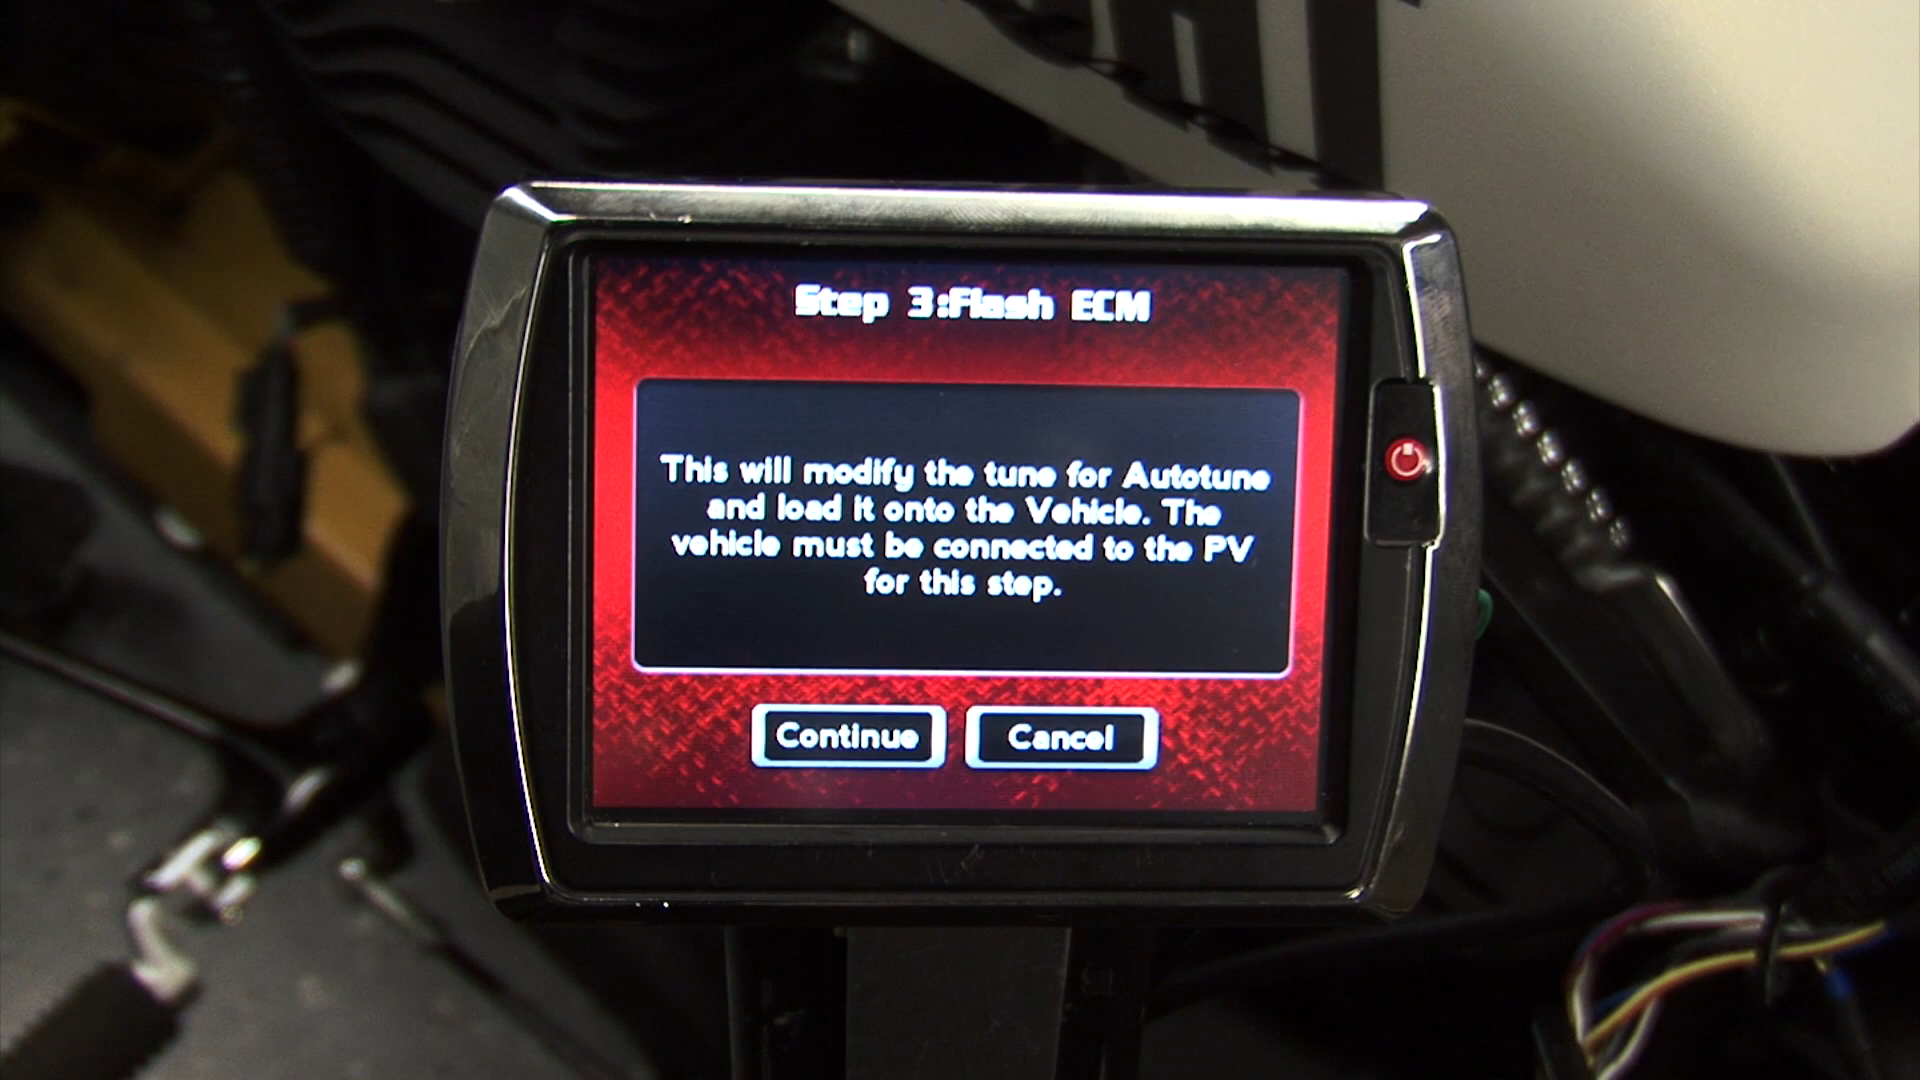 Step 3:Flash ECM
This will modify the tune for Autotune
and load it onto the Vehicle. The
vehicle must be connected to the PV
for this step.
Continue
Cancel